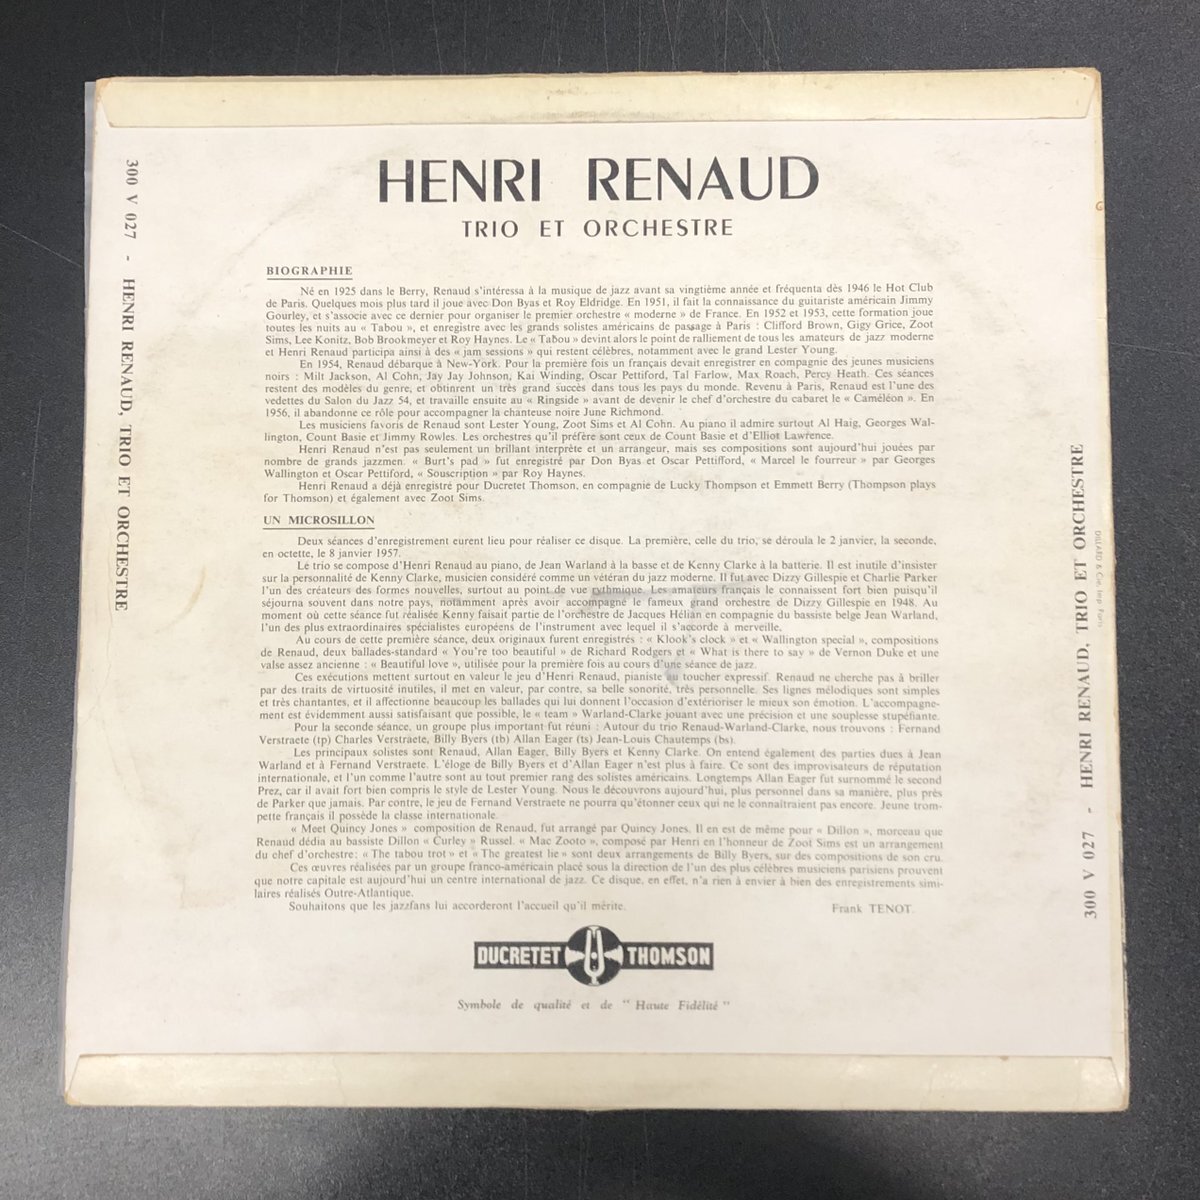 HENRI RENAUD
TRIO ET ORCHESTRE
BIOGRAPHIE
Né en 1925 dans le Berry, Renaud s'intéressa à la musique de jazz avant sa vingtième année et fréquenta dès 1946 le Hot Club
de Paris. Quelques mois plus tard il joue avec Don Byas et Roy Eldridge. En 1951, il fait la connaissance du guitariste américain Jimmy
Gourley, et s'associe avec ce dernier pour organiser le premier orchestre « moderne » de France. En 1952 et 1953, cette formation joue
toutes les nuits au « Tabou », et enregistre avec les grands solistes américains de passage à Paris : Clifford Brown, Gigy Grice, Zoot
Sims, Lee Konitz, Bob Brookmeyer et Roy Haynes. Le « Tabou » devint alors le point de ralliement de tous les amateurs de jazz moderne
et Henri Renaud participa ainsi à des « jam sessions » qui restent célèbres, notamment avec le grand Lester Young.
En 1954, Renaud débarque à New-York. Pour la première fois un français devait enregistrer en compagnie des jeunes musiciens
noirs : Milt Jackson, Al Cohn, Jay Jay Johnson, Kai Winding, Oscar Pettiford, Tal Farlow, Max Roach, Percy Heath. Ces séances
restent des modèles du genre, et obtinrent un très grand succès dans tous les pays du monde. Revenu à Paris, Renaud est l'une des
vedettes du Salon du Jazz 54, et travaille ensuite au « Ringside » avant de devenir le chef d'orchestre du cabaret le « Caméléon ». En
1956, il abandonne ce rôle pour accompagner la chanteuse noire June Richmond.
Les musiciens favoris de Renaud sont Lester Young, Zoot Sims et Al Cohn. Au piano il admire surtout Al Haig, Georges Wal-
lington, Count Basie et Jimmy Rowles. Les orchestres qu'il préfère sont ceux de Count Basie et d'Elliot Lawrence.
Henri Renaud n'est pas seulement un brillant interprète et un arrangeur, mais ses compositions sont aujourd'hui jouées par
nombre de grands jazzmen. « Burt's pad » fut enregistré par Don Byas et Oscar Pettifford, « Marcel le fourreur » par Georges
Wallington et Oscar Pettiford, « Souscription » par Roy Haynes.
Henri Renaud a déjà enregistré pour Ducretet Thomson, en compagnie de Lucky Thompson et Emmett Berry (Thompson plays
for Thomson) et également avec Zoot Sims.
UN MICROSILLON
Deux séances d'enregistrement eurent lieu pour réaliser ce disque. La première, celle du trio, se déroula le 2 janvier, la seconde,
en octette, le 8 janvier 1957.
Le trio se compose d'Henri Renaud au piano, de Jean Warland à la basse et de Kenny Clarke à la batterie. Il est inutile d'insister
sur la personnalité de Kenny Clarke, musicien considéré comme un vétéran du jazz moderne. Il fut avec Dizzy Gillespie et Charlie Parker
l'un des créateurs des formes nouvelles, surtout au point de vue rythmique. Les amateurs français le connaissent fort bien puisqu'il
séjourna souvent dans notre pays, notamment après avoir accompagné le fameux grand orchestre de Dizzy Gillespie en 1948. Au
moment où cette séance fut réalisée Kenny faisait partie de l'orchestre de Jacques Hélian en compagnie du bassiste belge Jean Warland,
l'un des plus extraordinaires spécialistes européens de l'instrument avec lequel il s'accorde à merveille.
Au cours de cette première séance, deux originaux furent enregistrés : « Klook's clock » et « Wallington special », compositions
de Renaud, deux ballades-standard « You're too beautiful » de Richard Rodgers et « What is there to say » de Vernon Duke et une
valse assez ancienne : « Beautiful love », utilisée pour la première fois au cours d'une séance de jazz.
Ces exécutions mettent surtout en valeur le jeu d'Henri Renaud, pianiste au toucher expressif. Renaud ne cherche pas à briller
par des traits de virtuosité inutiles, il met en valeur, par contre, sa belle sonorité, très personnelle. Ses lignes mélodiques sont simples
et très chantantes, et il affectionne beaucoup les ballades qui lui donnent l'occasion d'extérioriser le mieux son émotion. L'accompagne-
ment est évidemment aussi satisfaisant que possible, le « team » Warland-Clarke jouant avec une précision et une souplesse stupéfiante.
Pour la seconde séance, un groupe plus important fut réuni : Autour du trio Renaud-Warland-Clarke, nous trouvons : Fernand
Verstraete (tp) Charles Verstraete, Billy Byers (tb) Allan Eager (ts) Jean-Louis Chautemps (bs).
Les principaux solistes sont Renaud, Allan Eager, Billy Byers et Kenny Clarke. On entend également des parties dues à Jean
Warland et à Fernand Verstraete. L'éloge de Billy Byers et d'Allan Eager n'est plus à faire. Ce sont des improvisateurs de réputation
internationale, et l'un comme l'autre sont au tout premier rang des solistes américains. Longtemps Allan Eager fut surnommé le second
Prez, car il avait fort bien compris le style de Lester Young. Nous le découvrons aujourd'hui, plus personnel dans sa manière, plus près
de Parker que jamais. Par contre, le jeu de Fernand Verstraete ne pourra qu'étonner ceux qui ne le connaîtraient pas encore. Jeune trom-
pette français il possède la classe internationale.
« Meet Quincy Jones » composition de Renaud, fut arrangé par Quincy Jones. Il en est de même pour « Dillon », morceau que
Renaud dédia au bassiste Dillon « Curley » Russel. « Mac Zooto », composé par Henri en l'honneur de Zoot Sims est un arrangement
du chef d'orchestre; « The tabou trot » et « The greatest lie » sont deux arrangements de Billy Byers, sur des compositions de son cru.
Ces œuvres réalisées par un groupe franco-américain placé sous la direction de l'un des plus célèbres musiciens parisiens prouvent
que notre capitale est aujourd'hui un centre international de jazz. Ce disque, en effet, n'a rien à envier à bien des enregistrements simi-
laires réalisés Outre-Atlantique.
Souhaitons que les jazzfans lui accorderont l'accueil qu'il mérite.
Frank TENOT.
DUCRETET THOMSON
Symbole de qualité et de " Haute Fidélité "
300 V 027 - HENRI RENAUD, TRIO ET ORCHESTRE
300 V 027 - HENRI RENAUD, TRIO ET ORCHESTRE
DILLARD & Cie, Imp. Paris